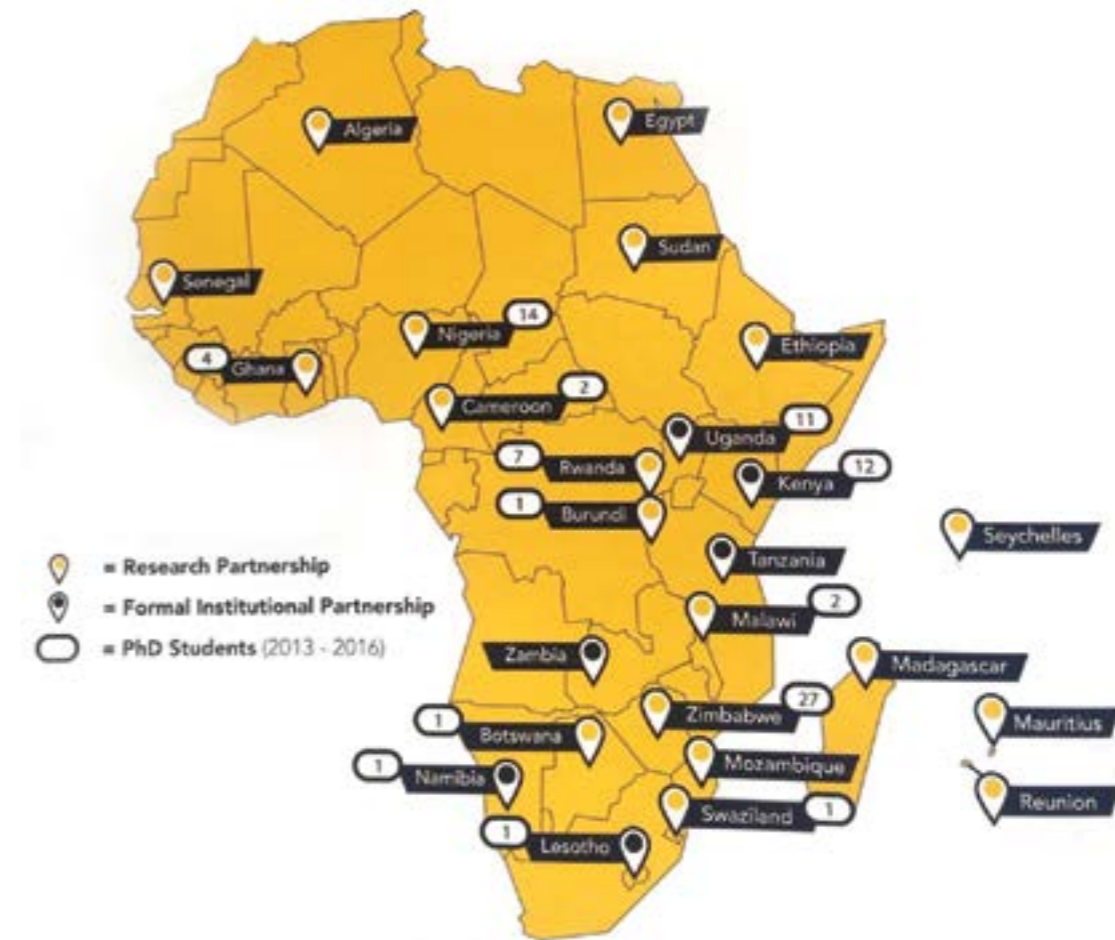 Algeria
Egypt
Sudan
Senegal
Nigeria 14
Ethiopia
4 Ghana
Cameroon 2
Uganda 11
7 Rwanda
Kenya 12
1 Burundi
Seychelles
Tanzania
= Research Partnership
= Formal Institutional Partnership
= PhD Students (2013 - 2016)
Malawi 2
Zambia
Madagascar
Zimbabwe 27
Mauritius
1 Botswana
Mozambique
1 Namibia
Reunion
Swaziland 1
1 Lesotho